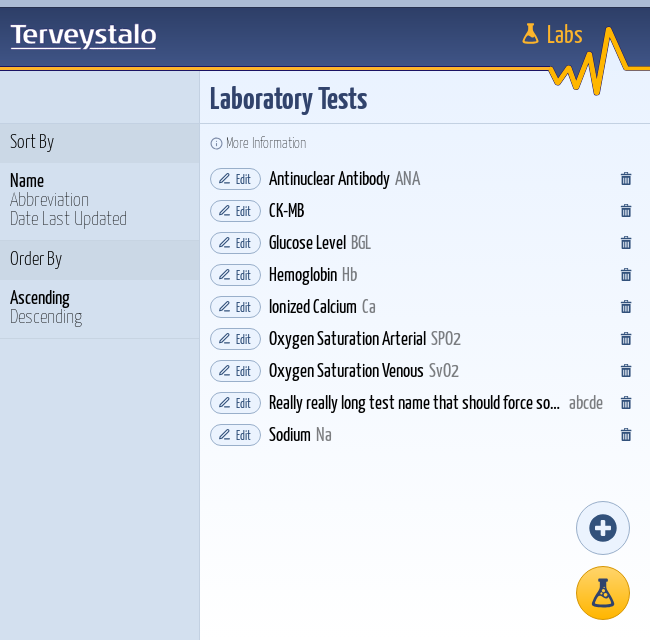 Terveystalo
Labs
Laboratory Tests
Sort By
Name
Abbreviation
Date Last Updated
Order By
Ascending
Descending
More Information
Edit Antinuclear Antibody ANA
Edit CK-MB
Edit Glucose Level BGL
Edit Hemoglobin Hb
Edit Ionized Calcium Ca
Edit Oxygen Saturation Arterial SPO2
Edit Oxygen Saturation Venous SvO2
Edit Really really long test name that should force so... abcde
Edit Sodium Na